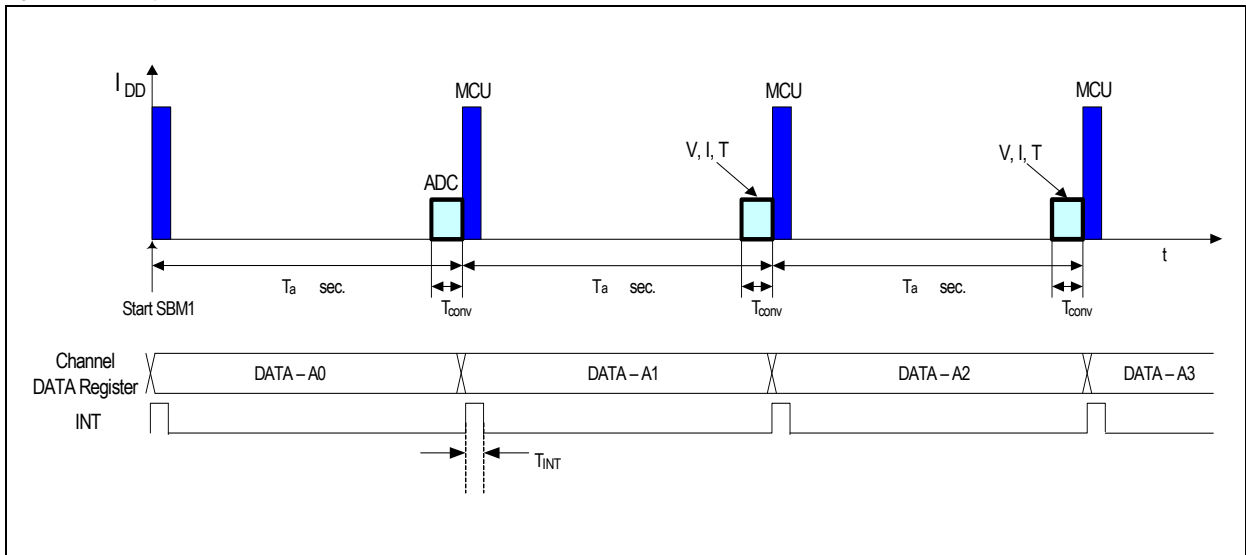 I DD
MCU
MCU
MCU
V, I, T
V, I, T
ADC
t
Ta sec.
Ta sec.
Ta sec.
Start SBM1
Tconv
Tconv
Tconv
Channel
DATA Register
DATA – A0
DATA – A1
DATA – A2
DATA – A3
INT
TINT